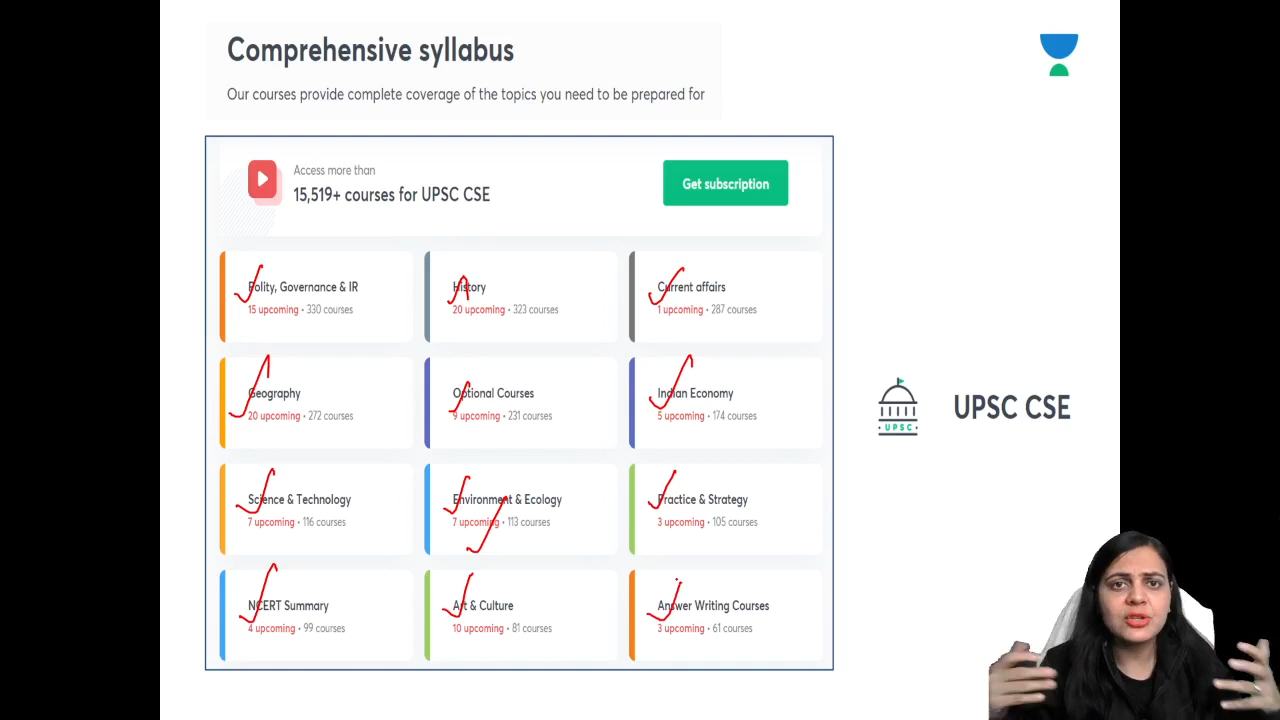 Comprehensive syllabus
Our courses provide complete coverage of the topics you need to be prepared for
Access more than
15,519+ courses for UPSC CSE
Get subscription
Polity, Governance & IR
15 upcoming • 330 courses
History
20 upcoming • 323 courses
Current affairs
1 upcoming • 287 courses
Geography
20 upcoming • 272 courses
Optional Courses
9 upcoming • 231 courses
Indian Economy
5 upcoming • 174 courses
Science & Technology
7 upcoming • 116 courses
Environment & Ecology
7 upcoming • 113 courses
Practice & Strategy
3 upcoming • 105 courses
NCERT Summary
4 upcoming • 99 courses
Art & Culture
10 upcoming • 81 courses
Answer Writing Courses
3 upcoming • 61 courses
UPSC
UPSC CSE